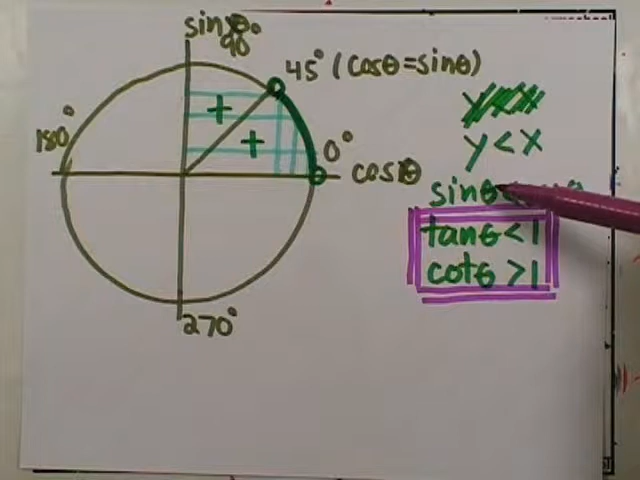 sinθ
90°
45° (cosθ=sinθ)
180°
+
+
0°
cosθ
y < x
sinθ <
tanθ < 1
cotθ > 1
270°